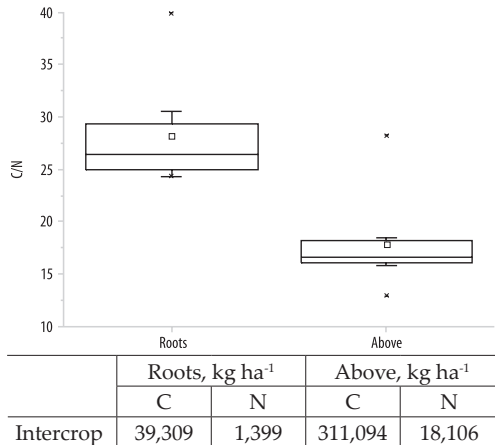 40
35
30
25
20
15
10
C/N
Roots Above
Roots, kg ha⁻¹ Above, kg ha⁻¹
C N C N
Intercrop 39,309 1,399 311,094 18,106